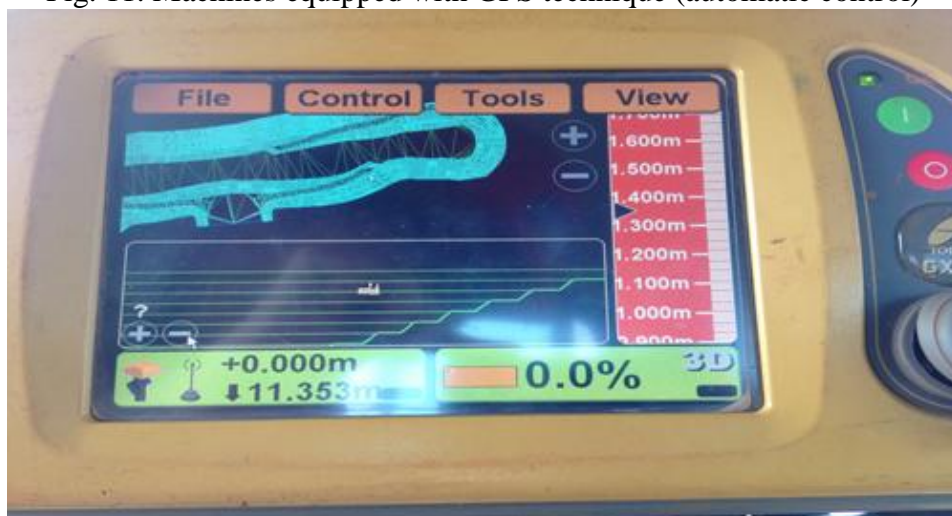 Fig. 11. Machines equipped with GPS technique (automatic control)
File Control Tools View
1.600m
1.500m
1.400m
1.300m
1.200m
1.100m
1.000m
?
+0.000m
11.353m
0.0%
3D